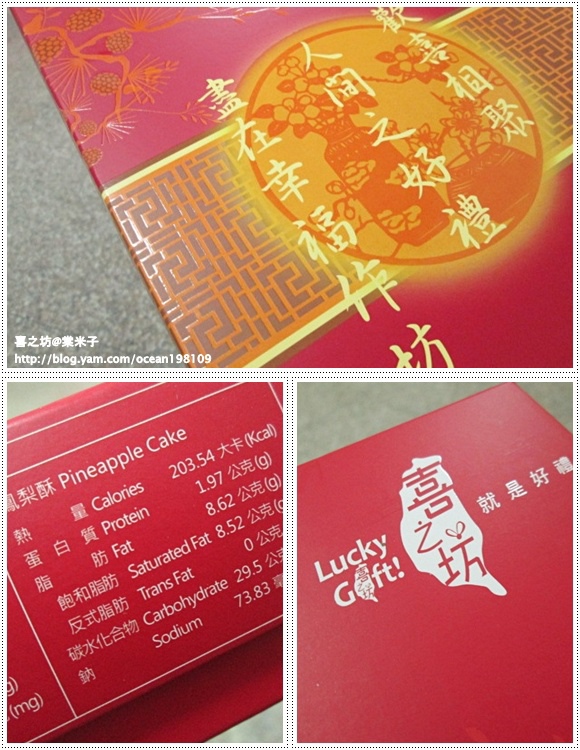 歡喜相聚
人間之好禮
盡在幸福作坊
喜之坊@棠米子
http://blog.yam.com/ocean198109
鳳梨酥 Pineapple Cake
熱 量 Calories 203.54 大卡(Kcal)
蛋 白 質 Protein 1.97 公克(g)
脂 肪 Fat 8.62 公克(g)
飽和脂肪 Saturated Fat 8.52 公克(g)
反式脂肪 Trans Fat 0 公克
碳水化合物 Carbohydrate 29.5 公克
鈉 Sodium 73.83 毫
g)
(mg)
喜之坊
就是好禮
Lucky
Gift!